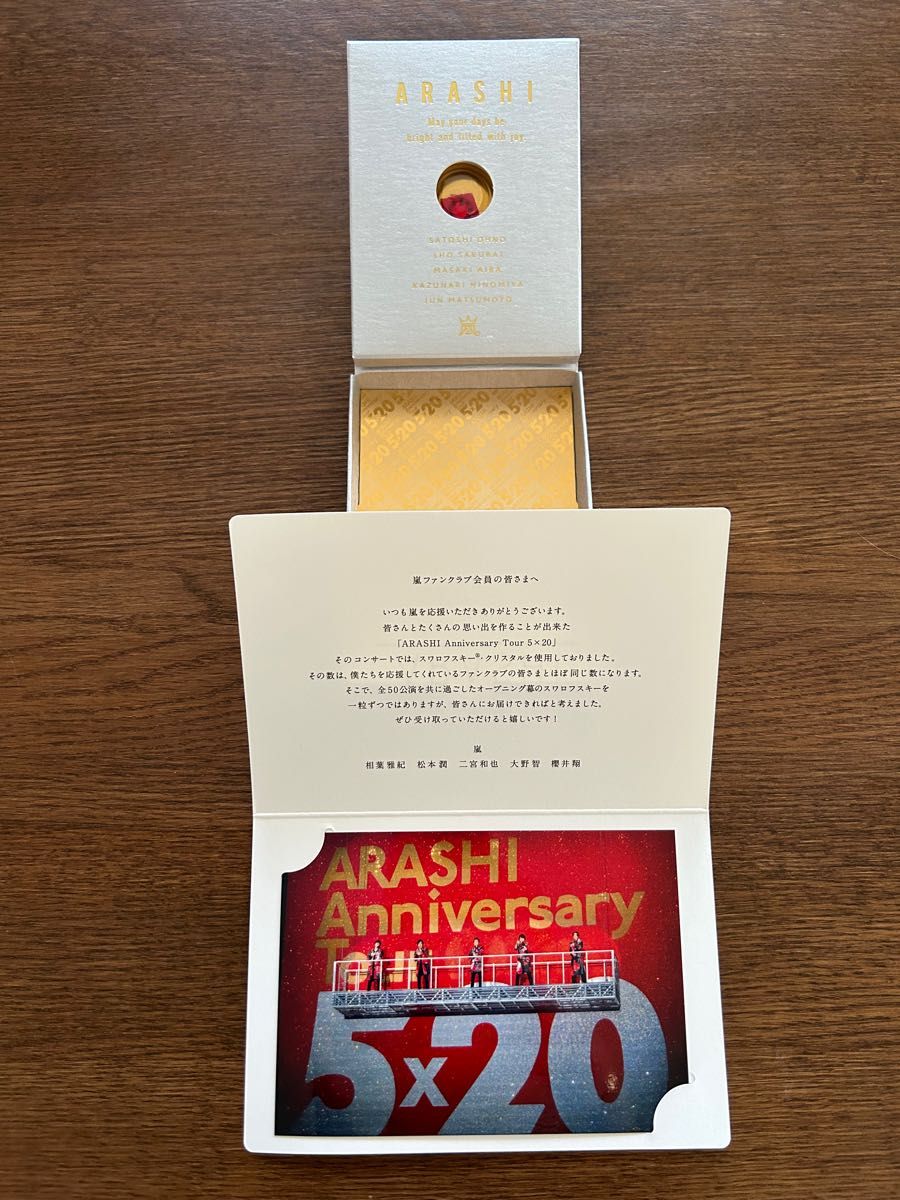 ARASHI
May your days be
bright and filled with joy.
SATOSHI OHNO
SHO SAKURAI
MASAKI AIBA
KAZUNARI NINOMIYA
JUN MATSUMOTO
嵐
5×20 5×20 5×20 5×20
嵐ファンクラブ会員の皆さまへ
いつも嵐を応援いただきありがとうございます。
皆さんとたくさんの思い出を作ることが出来た
「ARASHI Anniversary Tour 5×20」
そのコンサートでは、スワロフスキー®・クリスタルを使用しておりました。
その数は、僕たちを応援してくれているファンクラブの皆さまとほぼ同じ数になります。
そこで、全50公演を共に過ごしたオープニング幕のスワロフスキーを
一粒ずつではありますが、皆さんにお届けできればと考えました。
ぜひ受け取っていただけると嬉しいです！
嵐
相葉雅紀 松本潤 二宮和也 大野智 櫻井翔
ARASHI
Anniversary
Tour
5x20